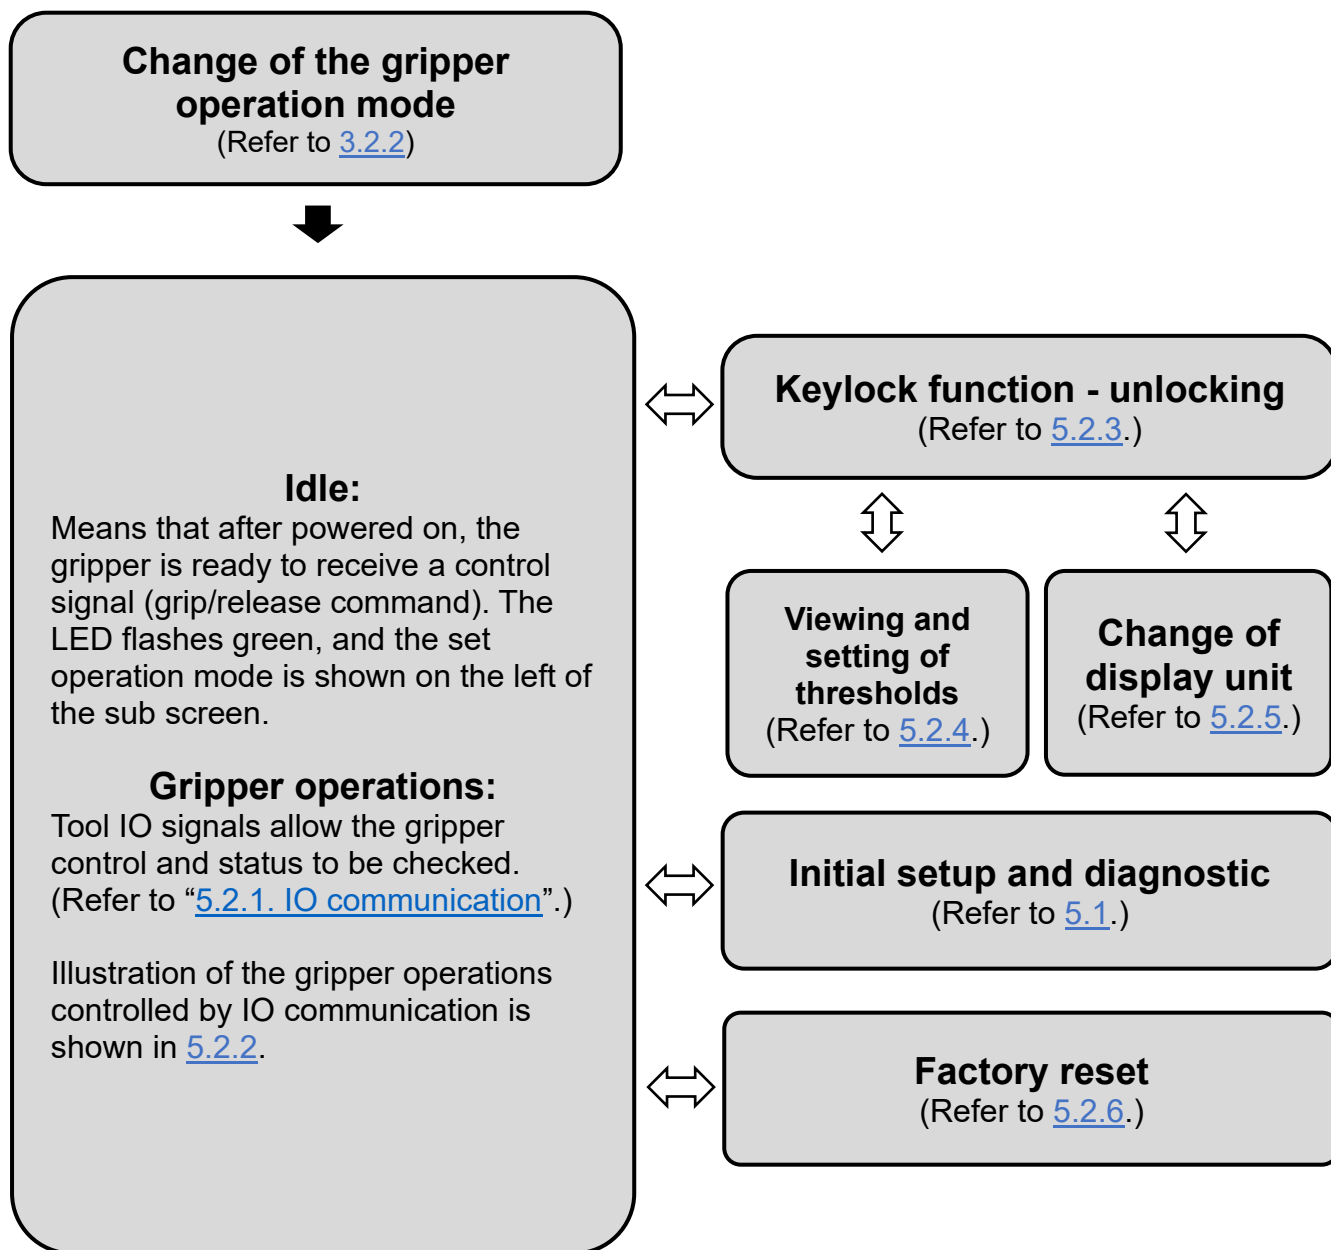 Change of the gripper
operation mode
(Refer to 3.2.2)
Idle:
Means that after powered on, the
gripper is ready to receive a control
signal (grip/release command). The
LED flashes green, and the set
operation mode is shown on the left of
the sub screen.
Gripper operations:
Tool IO signals allow the gripper
control and status to be checked.
(Refer to “5.2.1. IO communication”.)
Illustration of the gripper operations
controlled by IO communication is
shown in 5.2.2.
Keylock function - unlocking
(Refer to 5.2.3.)
Viewing and
setting of
thresholds
(Refer to 5.2.4.)
Change of
display unit
(Refer to 5.2.5.)
Initial setup and diagnostic
(Refer to 5.1.)
Factory reset
(Refer to 5.2.6.)